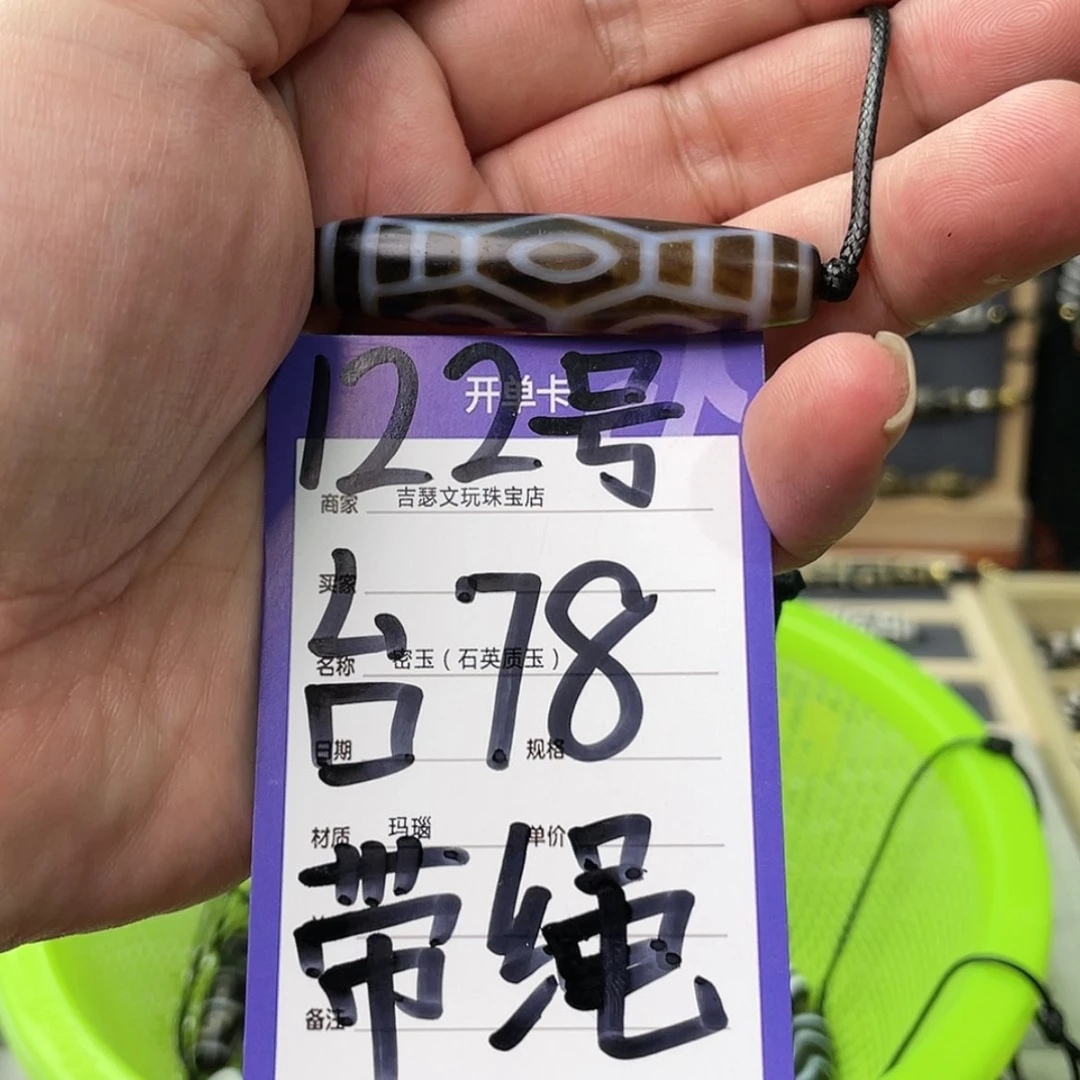 122号
开单卡
商家 吉瑟文玩珠宝店
买家
台78
名称 密玉（石英质玉）
日期 规格
材质 玛瑙 单价
带绳
备注